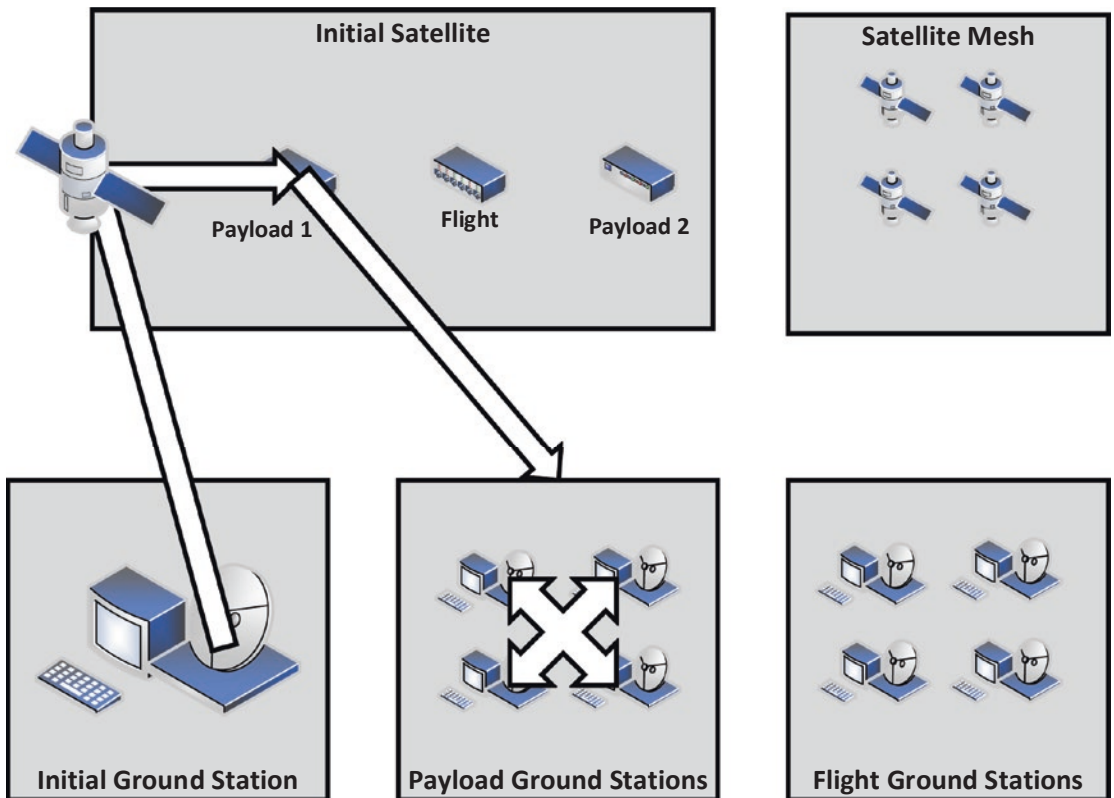 Initial Satellite
Satellite Mesh
Payload 1
Flight
Payload 2
Initial Ground Station
Payload Ground Stations
Flight Ground Stations